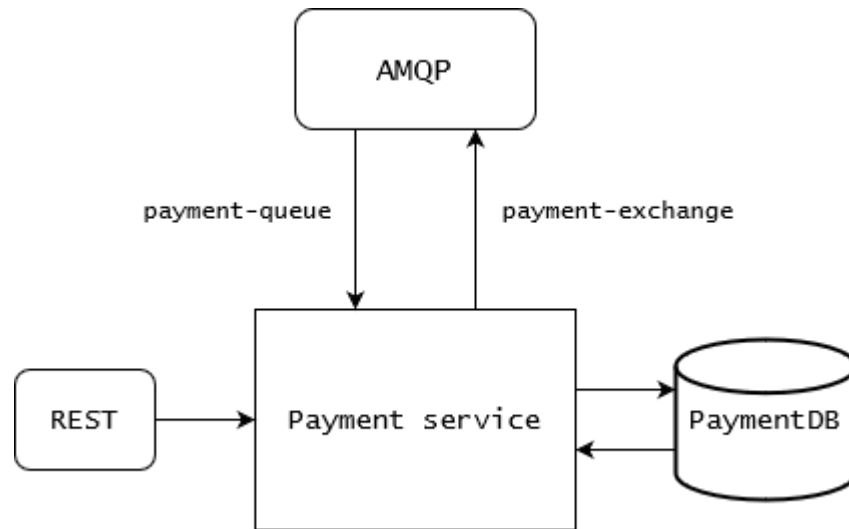 AMQP
payment-queue
payment-exchange
REST
Payment service
PaymentDB